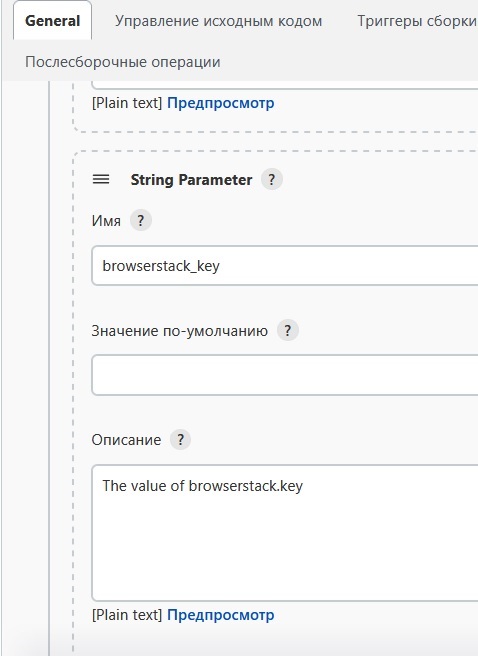 General Управление исходным кодом Триггеры сборки
Послесборочные операции
[Plain text] Предпросмотр
String Parameter ?
Имя ?
browserstack_key
Значение по-умолчанию ?
Описание ?
The value of browserstack.key
[Plain text] Предпросмотр